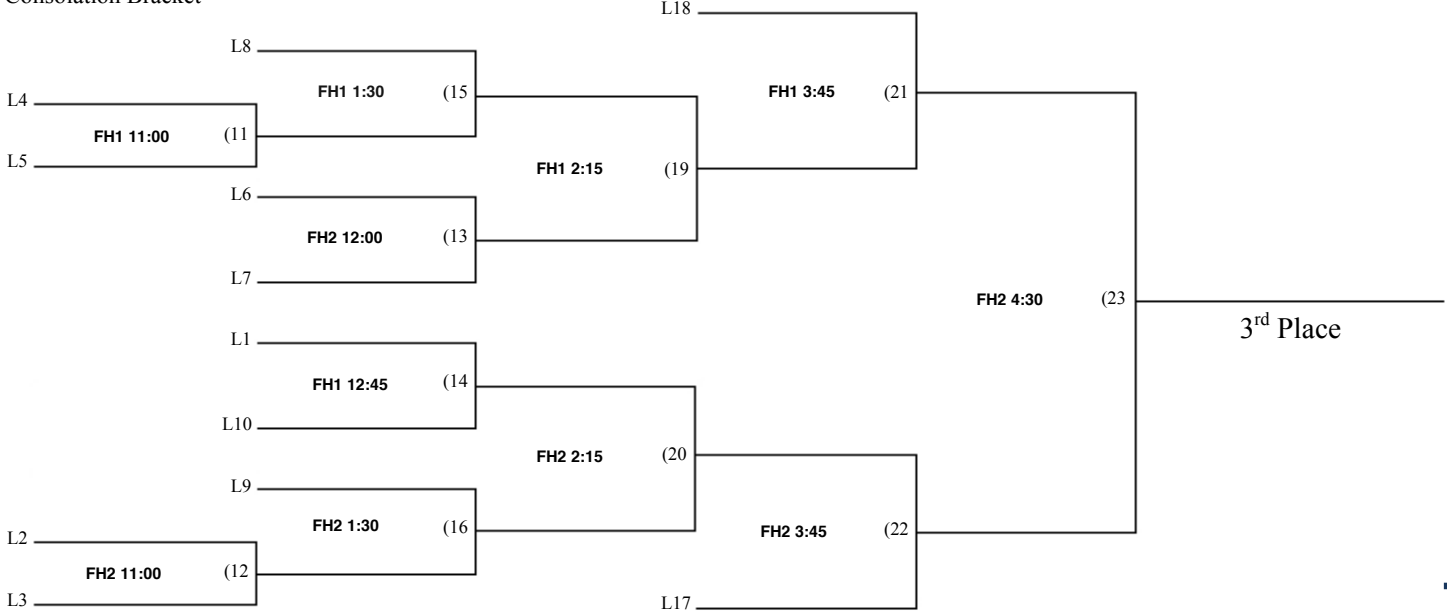 Consolation Bracket
L18
L8
FH1 1:30 (15
FH1 3:45 (21
L4
FH1 11:00 (11
L5
FH1 2:15 (19
L6
FH2 12:00 (13
L7
FH2 4:30 (23
3rd Place
L1
FH1 12:45 (14
L10
FH2 2:15 (20
L9
FH2 1:30 (16
FH2 3:45 (22
L2
FH2 11:00 (12
L3
L17